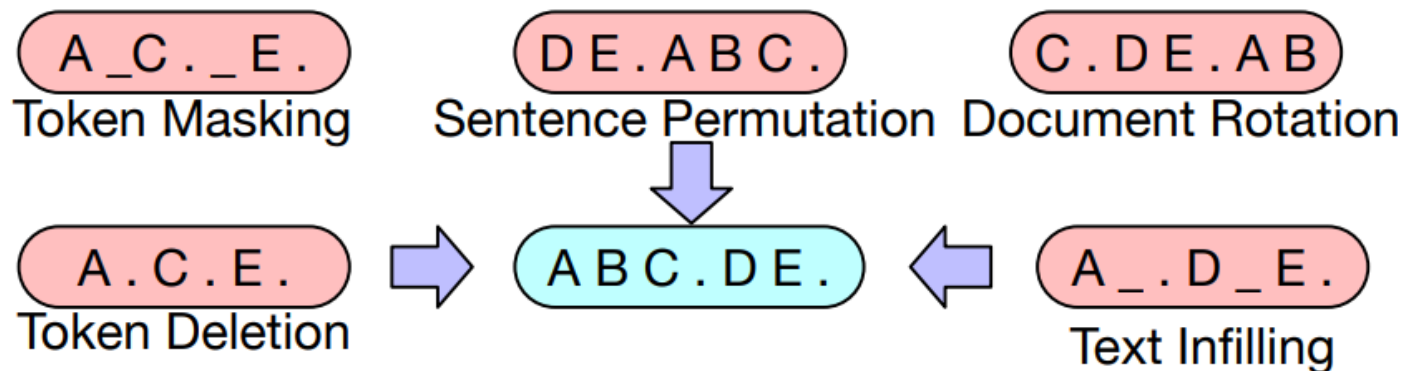 A _C . _ E .
Token Masking
D E . A B C .
Sentence Permutation
C . D E . A B
Document Rotation
A . C . E .
Token Deletion
A B C . D E .
A _ . D _ E .
Text Infilling